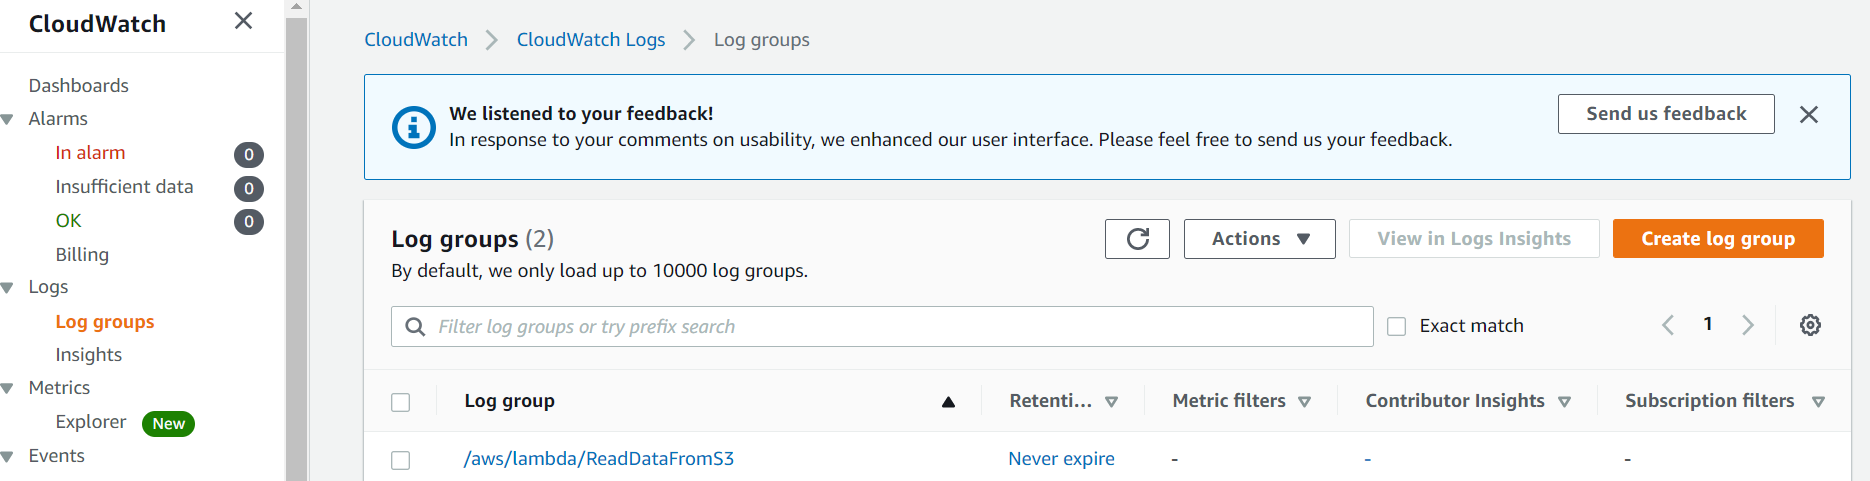 CloudWatch
Dashboards
Alarms
In alarm 0
Insufficient data 0
OK 0
Billing
Logs
Log groups
Insights
Metrics
Explorer New
Events
CloudWatch CloudWatch Logs Log groups
We listened to your feedback!
In response to your comments on usability, we enhanced our user interface. Please feel free to send us your feedback.
Send us feedback
Log groups (2)
By default, we only load up to 10000 log groups.
Actions View in Logs Insights Create log group
Filter log groups or try prefix search Exact match 1
Log group Retenti... Metric filters Contributor Insights Subscription filters
/aws/lambda/ReadDataFromS3 Never expire - - -